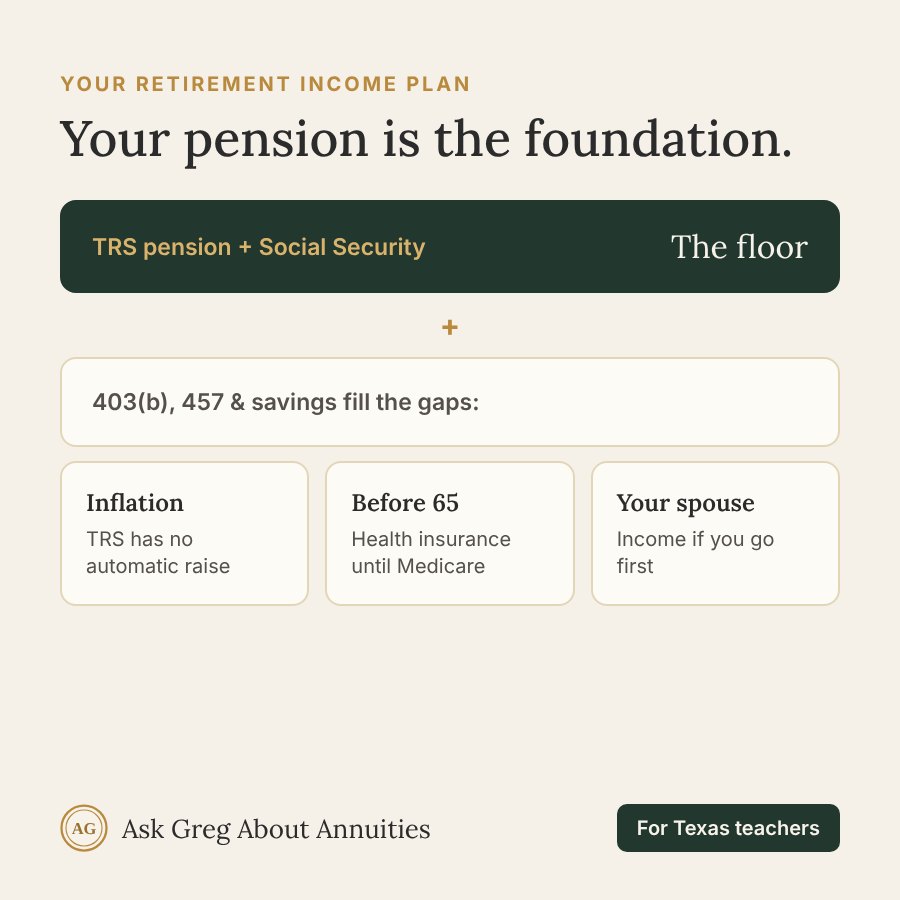 YOUR RETIREMENT INCOME PLAN
Your pension is the foundation.
TRS pension + Social Security
The floor
+
403(b), 457 & savings fill the gaps:
Inflation
TRS has no
automatic raise
Before 65
Health insurance
until Medicare
Your spouse
Income if you go
first
AG
Ask Greg About Annuities
For Texas teachers